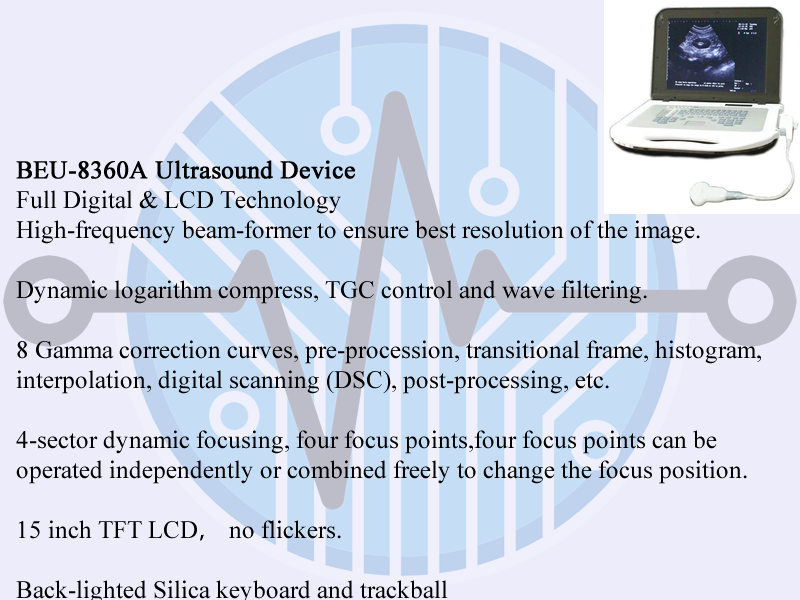 BEU-8360A Ultrasound Device
Full Digital & LCD Technology
High-frequency beam-former to ensure best resolution of the image.
Dynamic logarithm compress, TGC control and wave filtering.
8 Gamma correction curves, pre-procession, transitional frame, histogram,
interpolation, digital scanning (DSC), post-processing, etc.
4-sector dynamic focusing, four focus points,four focus points can be
operated independently or combined freely to change the focus position.
15 inch TFT LCD， no flickers.
Back-lighted Silica keyboard and trackball